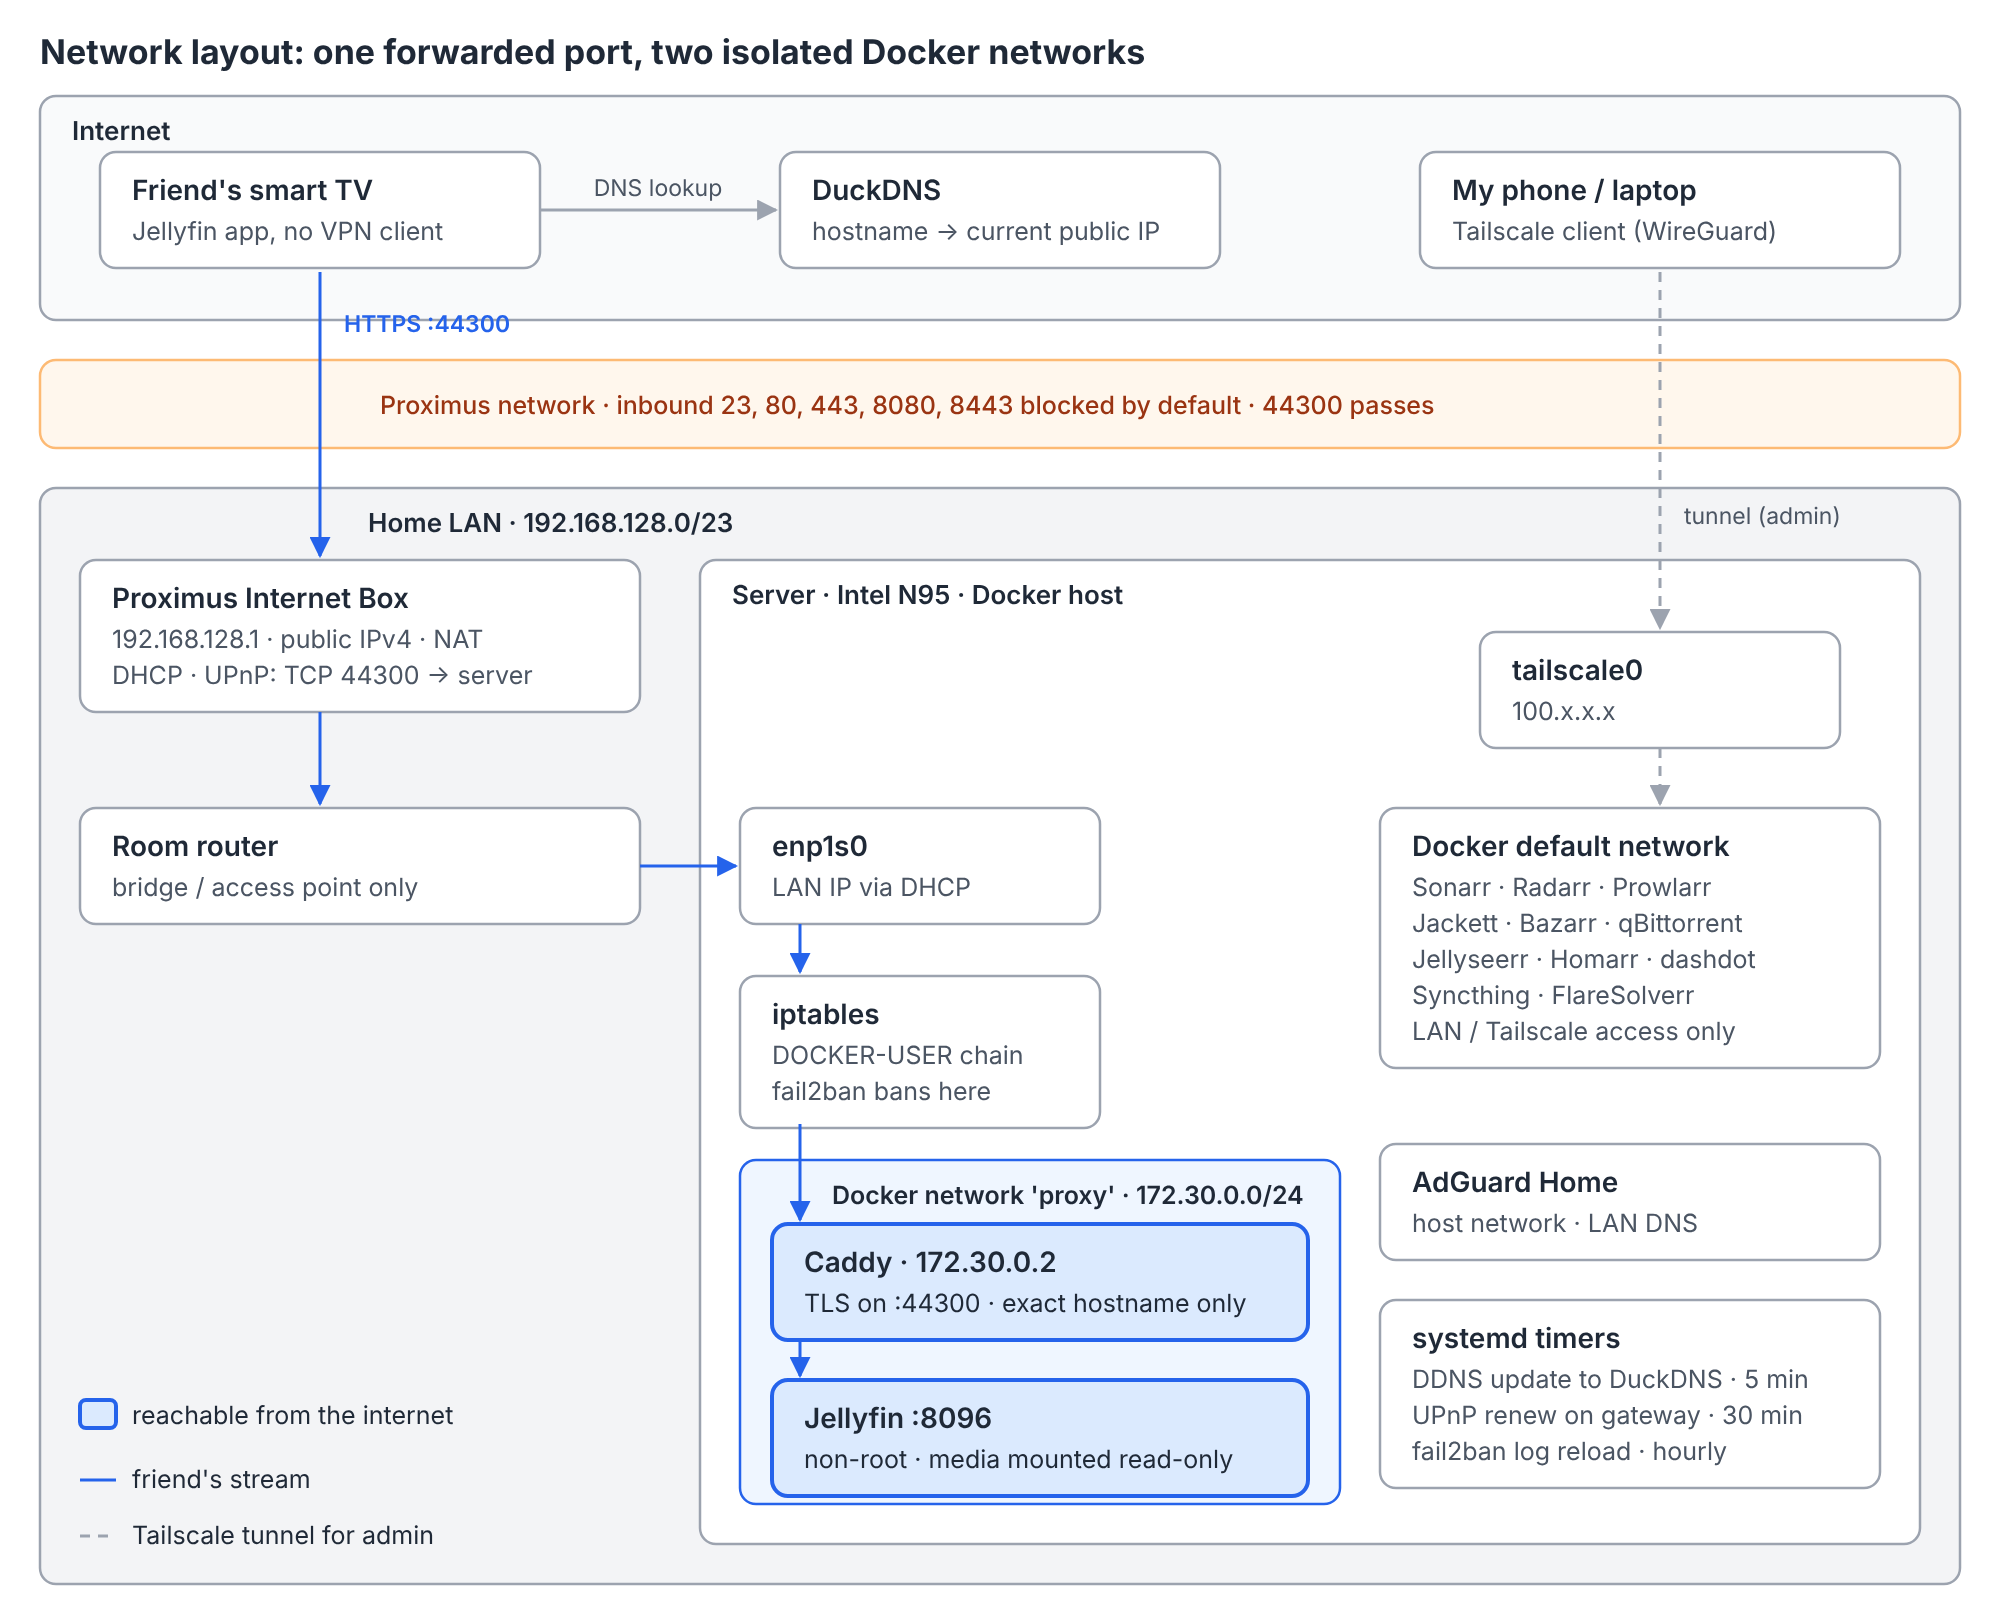 Network layout: one forwarded port, two isolated Docker networks
Internet
Friend's smart TV
Jellyfin app, no VPN client
DNS lookup
DuckDNS
hostname → current public IP
My phone / laptop
Tailscale client (WireGuard)
HTTPS :44300
Proximus network · inbound 23, 80, 443, 8080, 8443 blocked by default · 44300 passes
Home LAN · 192.168.128.0/23
tunnel (admin)
Proximus Internet Box
192.168.128.1 · public IPv4 · NAT
DHCP · UPnP: TCP 44300 → server
Room router
bridge / access point only
Server · Intel N95 · Docker host
tailscale0
100.x.x.x
enp1s0
LAN IP via DHCP
iptables
DOCKER-USER chain
fail2ban bans here
Docker network 'proxy' · 172.30.0.0/24
Caddy · 172.30.0.2
TLS on :44300 · exact hostname only
Jellyfin :8096
non-root · media mounted read-only
Docker default network
Sonarr · Radarr · Prowlarr
Jackett · Bazarr · qBittorrent
Jellyseerr · Homarr · dashdot
Syncthing · FlareSolverr
LAN / Tailscale access only
AdGuard Home
host network · LAN DNS
systemd timers
DDNS update to DuckDNS · 5 min
UPnP renew on gateway · 30 min
fail2ban log reload · hourly
reachable from the internet
friend's stream
Tailscale tunnel for admin